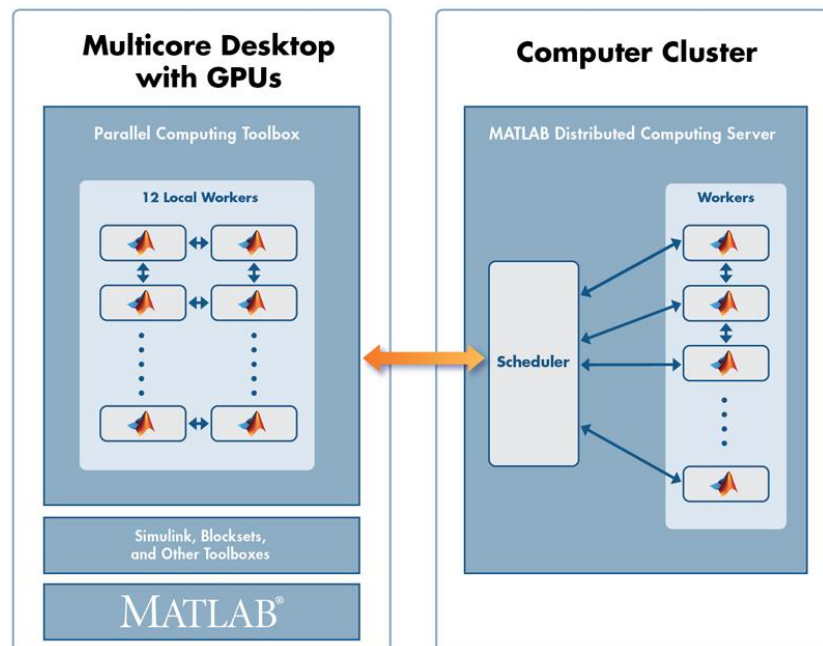 Multicore Desktop
with GPUs
Parallel Computing Toolbox
12 Local Workers
Simulink, Blocksets,
and Other Toolboxes
MATLAB®
Computer Cluster
MATLAB Distributed Computing Server
Workers
Scheduler